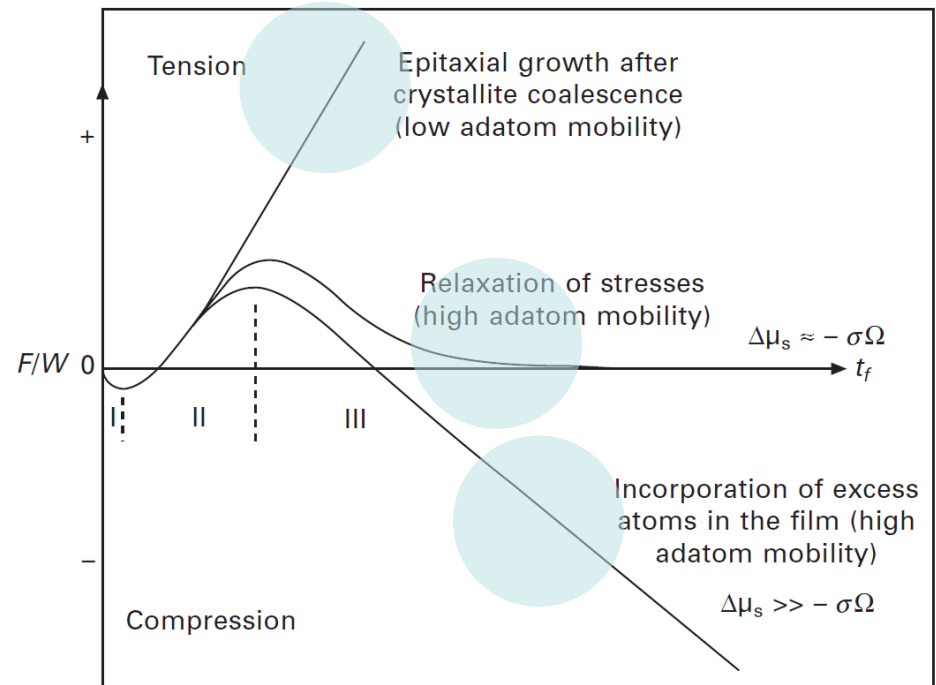 Tension
Epitaxial growth after
crystallite coalescence
(low adatom mobility)
+
Relaxation of stresses
(high adatom mobility)
Δμs ≈ − σΩ
F/W 0
tf
I
II
III
Incorporation of excess
atoms in the film (high
adatom mobility)
−
Δμs >> − σΩ
Compression